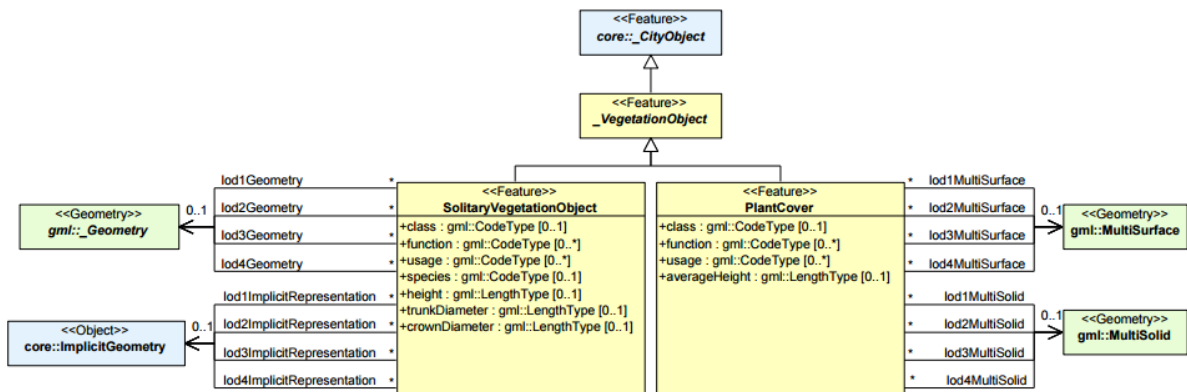 <<Feature>>
core::_CityObject
<<Feature>>
_VegetationObject
lod1Geometry *
lod2Geometry *
lod3Geometry *
lod4Geometry *
0..1
<<Geometry>>
gml::_Geometry
lod1ImplicitRepresentation *
lod2ImplicitRepresentation *
lod3ImplicitRepresentation *
lod4ImplicitRepresentation *
0..1
<<Object>>
core::ImplicitGeometry
<<Feature>>
SolitaryVegetationObject
+class : gml::CodeType [0..1]
+function : gml::CodeType [0..*]
+usage : gml::CodeType [0..*]
+species : gml::CodeType [0..1]
+height : gml::LengthType [0..1]
+trunkDiameter : gml::LengthType [0..1]
+crownDiameter : gml::LengthType [0..1]
<<Feature>>
PlantCover
+class : gml::CodeType [0..1]
+function : gml::CodeType [0..*]
+usage : gml::CodeType [0..*]
+averageHeight : gml::LengthType [0..1]
* lod1MultiSurface
* lod2MultiSurface
* lod3MultiSurface
* lod4MultiSurface
0..1
<<Geometry>>
gml::MultiSurface
* lod1MultiSolid
* lod2MultiSolid
* lod3MultiSolid
* lod4MultiSolid
0..1
<<Geometry>>
gml::MultiSolid